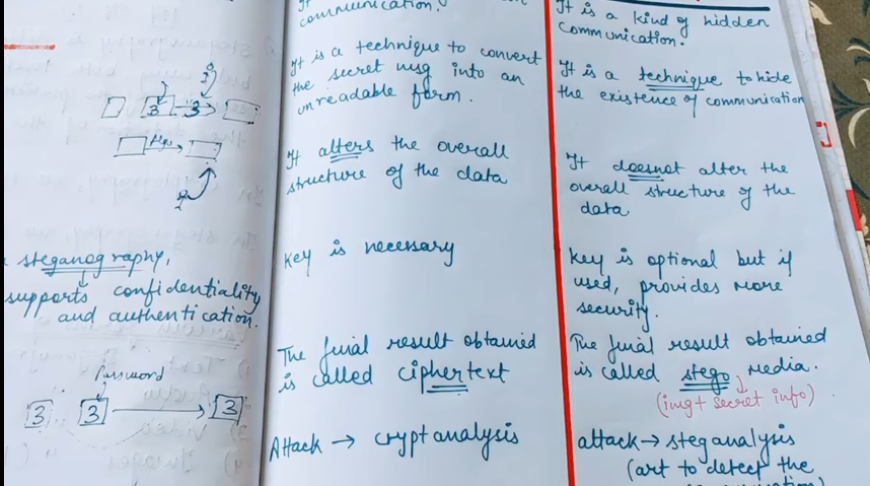 communication.
It is a technique to convert
the secret msg into an
unreadable form.
It alters the overall
structure of the data
Key is necessary
The final result obtained
is called ciphertext
Attack → cryptanalysis
It is a kind of hidden
communication.
It is a technique to hide
the existence of communication
It doesnot alter the
overall structure of the
data
Key is optional but if
used, provides more
security.
The final result obtained
is called stego media.
(img+ secret info)
attack → steganalysis
(art to detect the
3
3
Msg
steganography,
supports confidentiality
and authentication.
Password
3
3
3